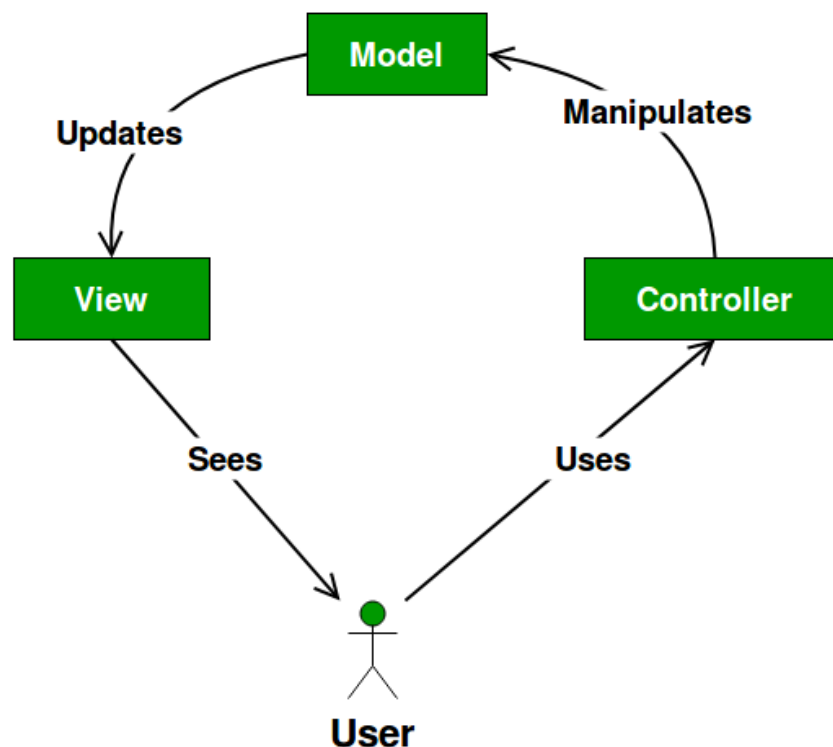 Model
Updates
Manipulates
View
Controller
Sees
Uses
User